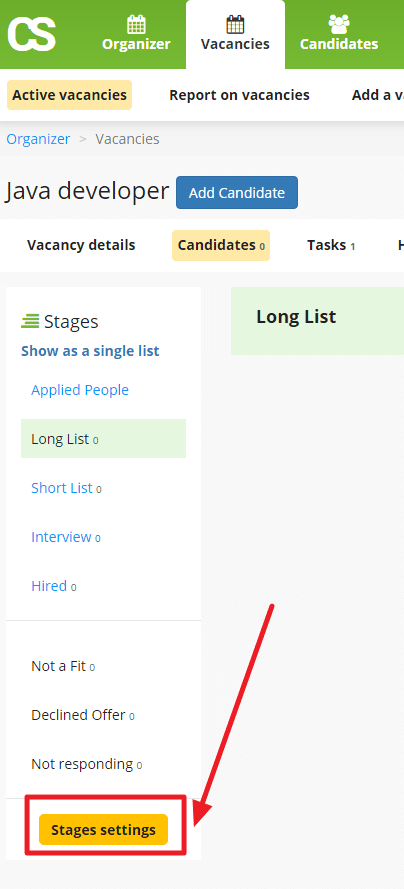 CS
Organizer
Vacancies
Candidates
Active vacancies
Report on vacancies
Add a
Organizer > Vacancies
Java developer
Add Candidate
Vacancy details
Candidates 0
Tasks 1
Stages
Show as a single list
Applied People
Long List 0
Short List 0
Interview 0
Hired 0
Not a Fit 0
Declined Offer 0
Not responding 0
Stages settings
Long List